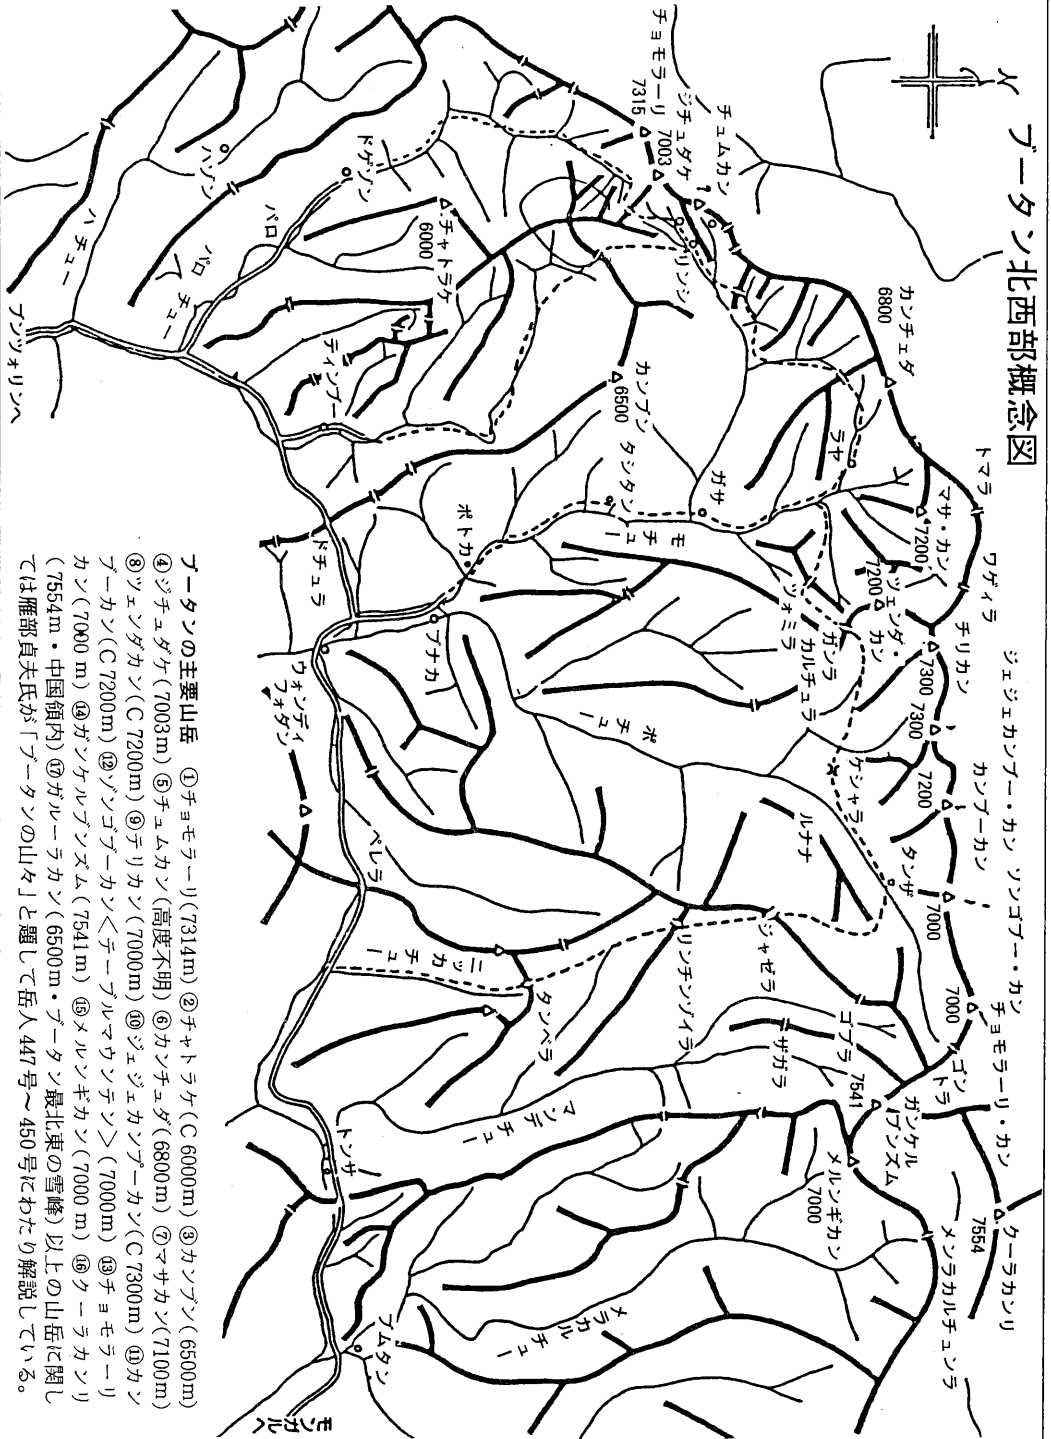 ブータン北西部概念図
チョモラーリ
7315
ジチュダケ
7003
チュムカン
カンチェダ
6800
トマラ
マサ・カン
7200
ワゲイラ
ツェンダ・
カン
7200
チリカン
7300
ジェジェカンプー・カン
7300
カンプーカン
7200
ソンゴプー・カン
7000
チョモラーリ・カン
7000
ゴントラ
ガンケル
プンズム
7541
クーラカンリ
7554
メンラカルチュンラ
メルンギカン
7000
リンシ
ラヤ
ガサ
カンブン
6500
タシタン
モチュー
ツォミラ
カルチュラ
ガンラ
ケシャラ
タンザ
ルナナ
ポチュー
ジャゼラ
ゴブラ
ザガラ
リンチンゾイラ
ドゲゾン
チャトラケ
6000
パロ
パロチュー
ハゾン
ハチュー
プンツォリンへ
ティンプー
ポトカ
ドチュラ
プナカ
ウォンディ
フォダン
ペレラ
ニッカチュー
タンペラ
マンデチュー
トンサ
メラカルチュー
ブムタン
モンガルへ
ブータンの主要山岳 ①チョモラーリ(7314m) ②チャトラケ(C 6000m) ③カンブン(6500m)
④ジチュダケ(7003m) ⑤チュムカン(高度不明) ⑥カンチュダ(6800m) ⑦マサカン(7100m)
⑧ツェンダカン(C 7200m) ⑨テリカン(7000m) ⑩ジェジェカンプーカン(C 7300m) ⑪カン
プーカン(C 7200m) ⑫ゾンゴプーカン<テーブルマウンテン>(7000m) ⑬チョモラーリ
カン(7000 m) ⑭ガンケルプンズム(7541m) ⑮メルンギカン(7000 m) ⑯クーラカンリ
(7554m・中国領内) ⑰ガルーラカン(6500m・ブータン最北東の雪峰) 以上の山岳に関し
ては雁部貞夫氏が「ブータンの山々」と題して岳人447号～450号にわたり解説している。